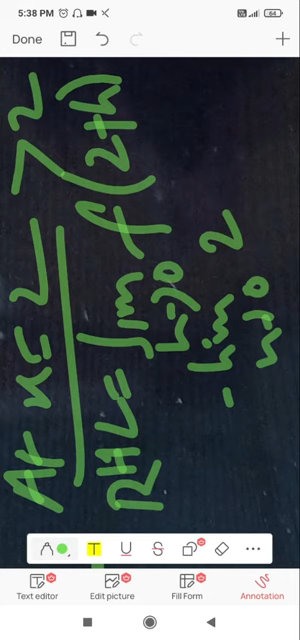 5:38 PM
64
Done
At x = 2 > 2
RHL = lim f(2+h)
h→0
= lim 2
h→0
T U S
Text editor Edit picture Fill Form Annotation